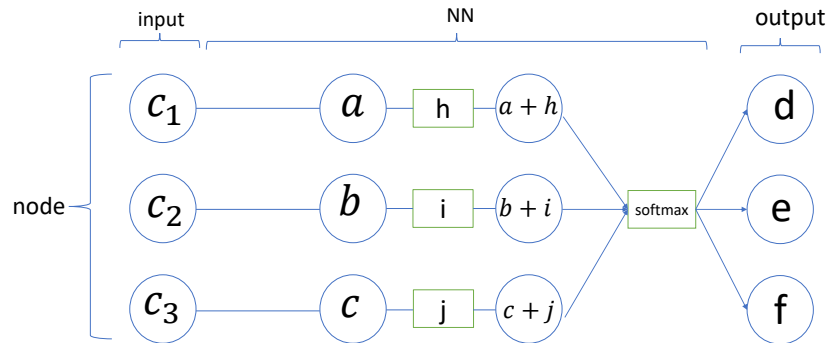 input NN output
c₁ a h a + h d
node c₂ b i b + i softmax e
c₃ c j c + j f